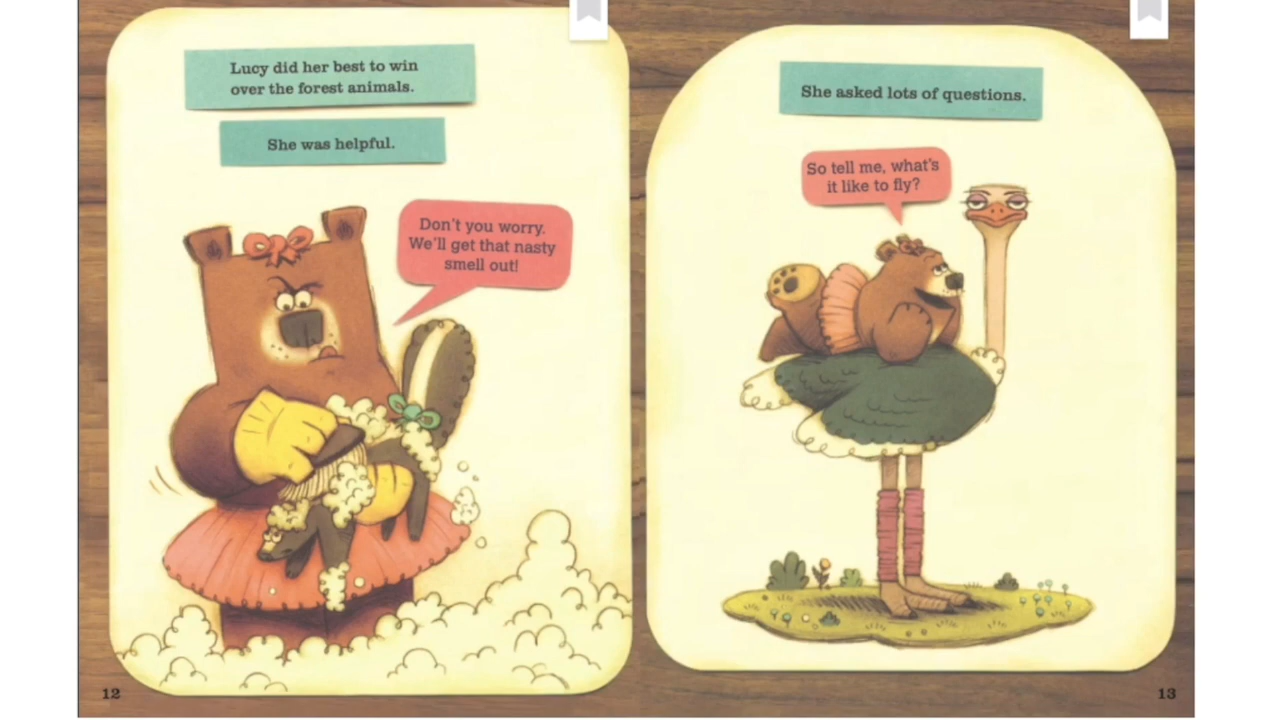 Lucy did her best to win
over the forest animals.
She was helpful.
Don't you worry.
We'll get that nasty
smell out!
12
She asked lots of questions.
So tell me, what's
it like to fly?
13